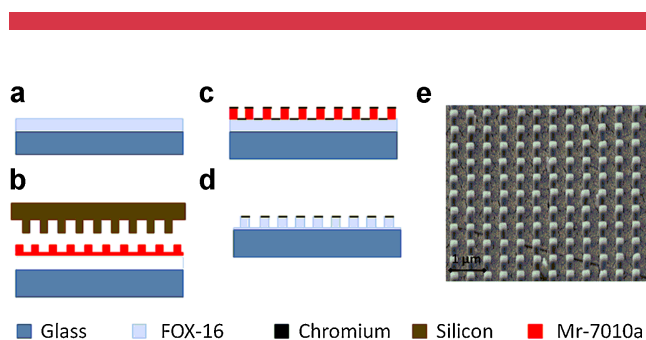 a
c
e
b
d
1 μm
Glass
FOX-16
Chromium
Silicon
Mr-7010a